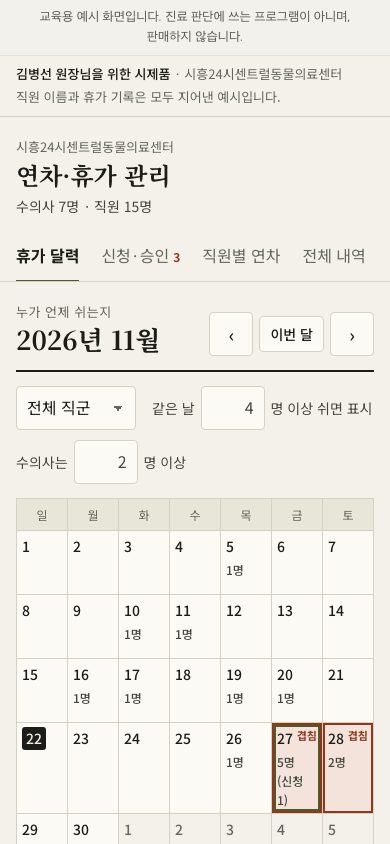 교육용 예시 화면입니다. 진료 판단에 쓰는 프로그램이 아니며,
판매하지 않습니다.
김병선 원장님을 위한 시제품 · 시흥24시센트럴동물의료센터
직원 이름과 휴가 기록은 모두 지어낸 예시입니다.
시흥24시센트럴동물의료센터
연차·휴가 관리
수의사 7명 · 직원 15명
휴가 달력 신청·승인 3 직원별 연차 전체 내역
누가 언제 쉬는지
2026년 11월 ‹ 이번 달 ›
전체 직군 같은 날 4 명 이상 쉬면 표시
수의사는 2 명 이상
일 월 화 수 목 금 토
1 2 3 4 5 6 7
1명
8 9 10 11 12 13 14
1명 1명
15 16 17 18 19 20 21
1명 1명 1명 1명
22 23 24 25 26 27 겹침 28 겹침
1명 5명 2명
(신청
1)
29 30 1 2 3 4 5